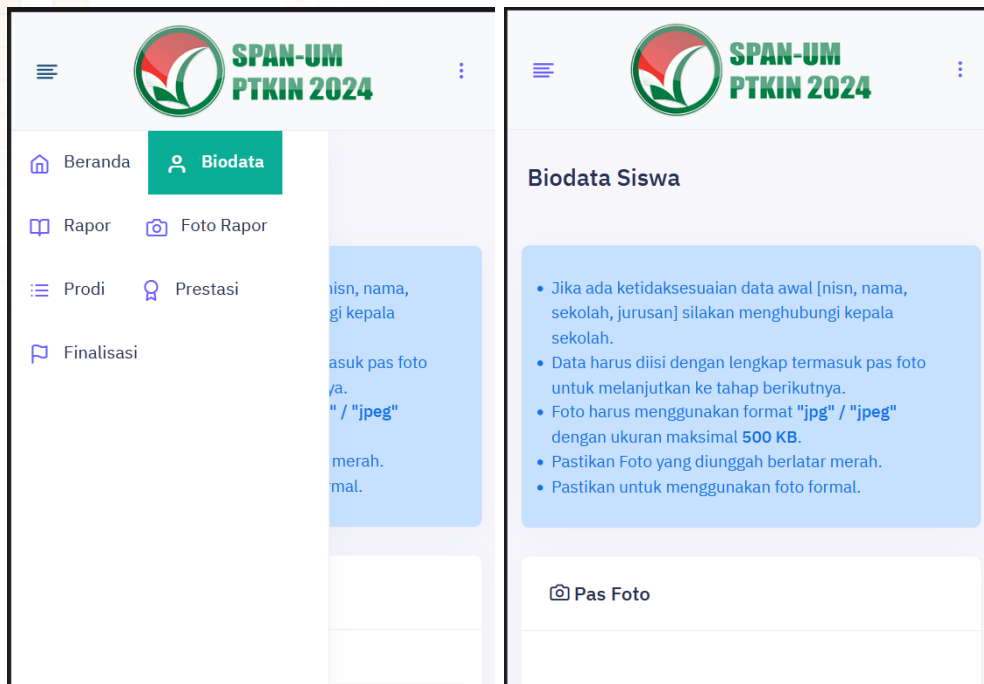 SPAN-UM
PTKIN 2024
Beranda
Biodata
Rapor
Foto Rapor
Prodi
Prestasi
Finalisasi
nisn, nama,
gi kepala
asuk pas foto
ya.
" / "jpeg"
merah.
mal.
SPAN-UM
PTKIN 2024
Biodata Siswa
• Jika ada ketidaksesuaian data awal [nisn, nama,
sekolah, jurusan] silakan menghubungi kepala
sekolah.
• Data harus diisi dengan lengkap termasuk pas foto
untuk melanjutkan ke tahap berikutnya.
• Foto harus menggunakan format "jpg" / "jpeg"
dengan ukuran maksimal 500 KB.
• Pastikan Foto yang diunggah berlatar merah.
• Pastikan untuk menggunakan foto formal.
Pas Foto